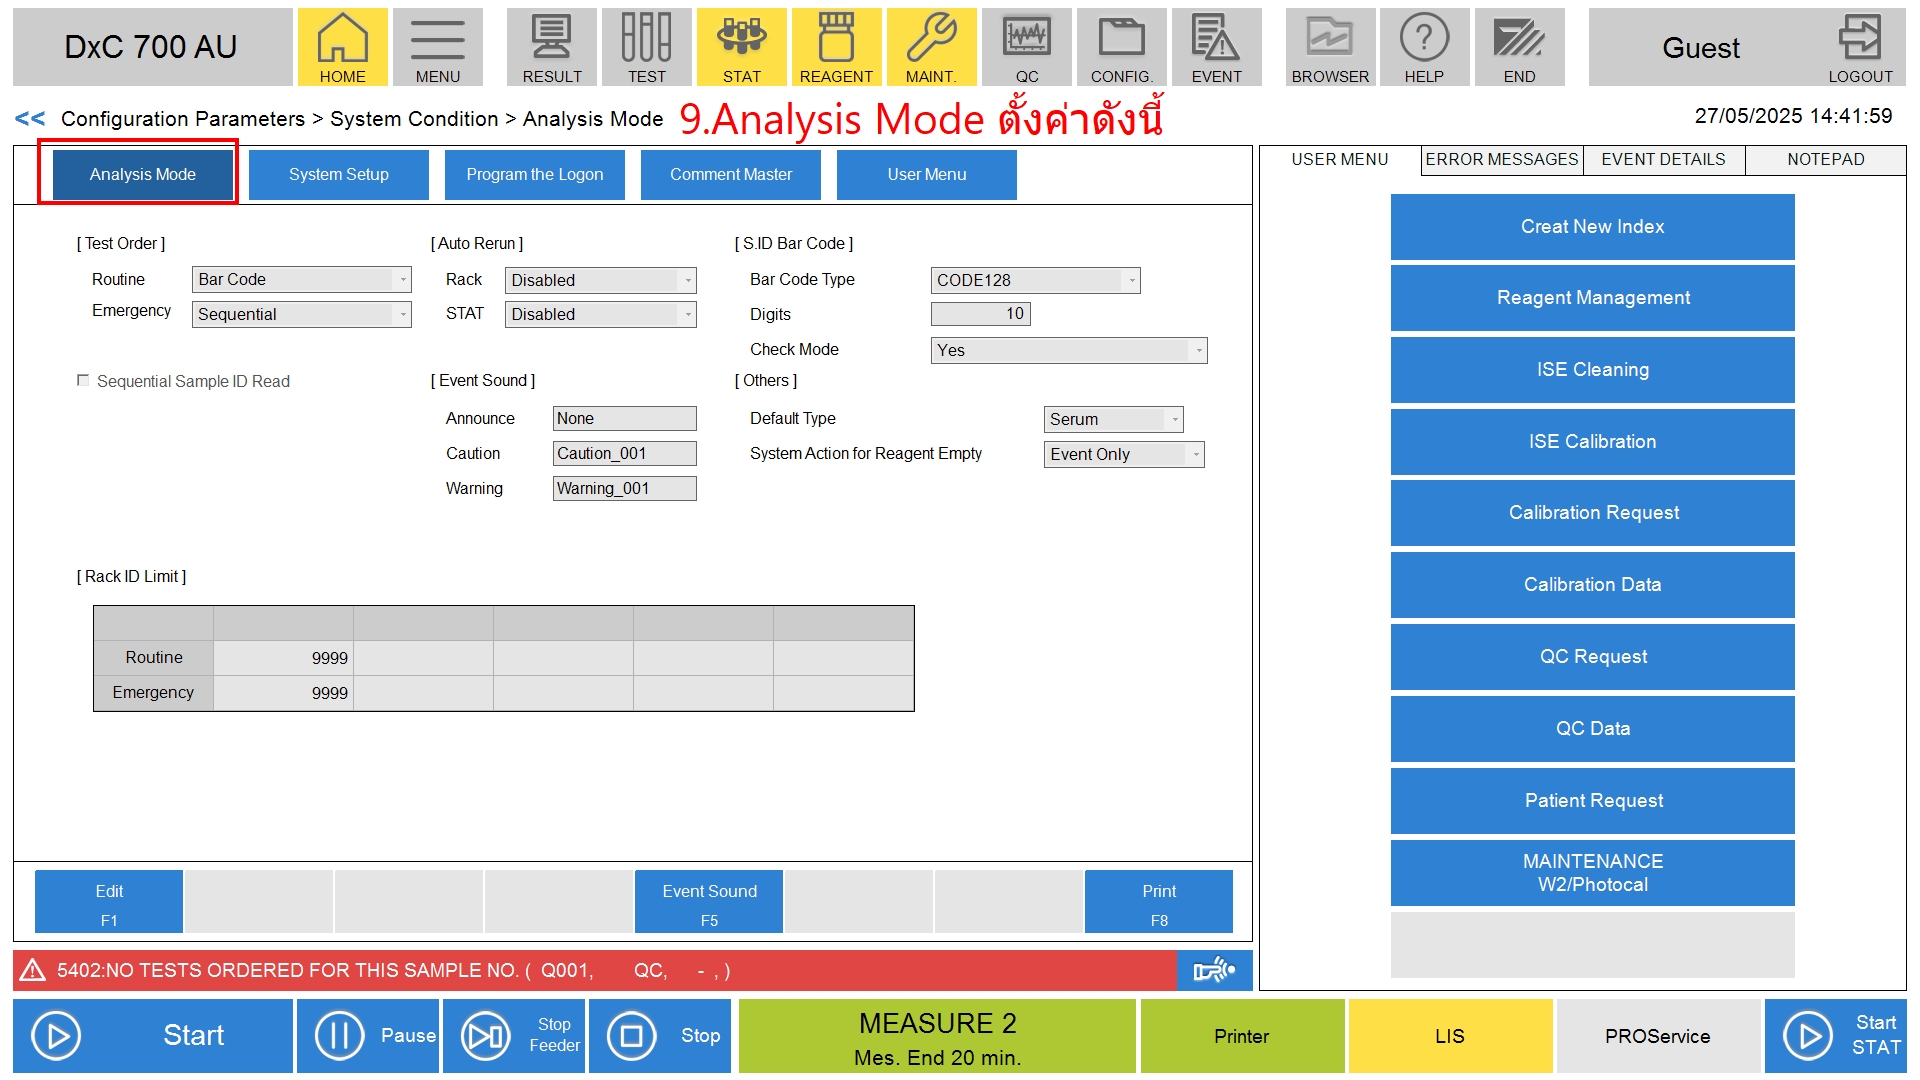 DxC 700 AU
HOME
MENU
RESULT
TEST
STAT
REAGENT
MAINT.
QC
CONFIG.
EVENT
BROWSER
HELP
END
Guest
LOGOUT
<< Configuration Parameters > System Condition > Analysis Mode
9.Analysis Mode ตั้งค่าดังนี้
27/05/2025 14:41:59
Analysis Mode
System Setup
Program the Logon
Comment Master
User Menu
USER MENU
ERROR MESSAGES
EVENT DETAILS
NOTEPAD
[ Test Order ]
Routine Bar Code
Emergency Sequential
Sequential Sample ID Read
[ Auto Rerun ]
Rack Disabled
STAT Disabled
[ Event Sound ]
Announce None
Caution Caution_001
Warning Warning_001
[ S.ID Bar Code ]
Bar Code Type CODE128
Digits 10
Check Mode Yes
[ Others ]
Default Type Serum
System Action for Reagent Empty Event Only
[ Rack ID Limit ]
Routine 9999
Emergency 9999
Creat New Index
Reagent Management
ISE Cleaning
ISE Calibration
Calibration Request
Calibration Data
QC Request
QC Data
Patient Request
MAINTENANCE
W2/Photocal
Edit
F1
Event Sound
F5
Print
F8
5402:NO TESTS ORDERED FOR THIS SAMPLE NO. ( Q001, QC, - , )
Start
Pause
Stop
Feeder
Stop
MEASURE 2
Mes. End 20 min.
Printer
LIS
PROService
Start
STAT